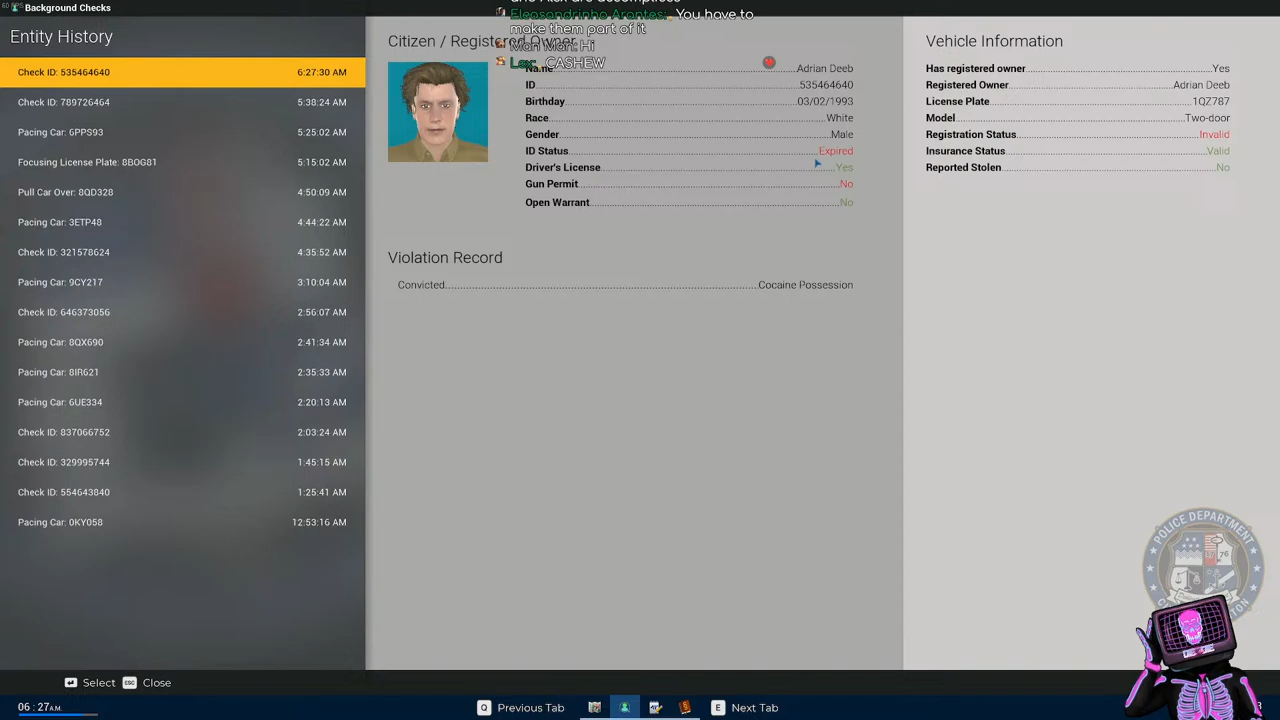 60 FPS
Background Checks
Entity History
Check ID: 535464640 6:27:30 AM
Check ID: 789726464 5:38:24 AM
Pacing Car: 6PPS93 5:25:02 AM
Focusing License Plate: 8BOG81 5:15:02 AM
Pull Car Over: 8QD328 4:50:09 AM
Pacing Car: 3ETP48 4:44:22 AM
Check ID: 321578624 4:35:52 AM
Pacing Car: 9CY217 3:10:04 AM
Check ID: 646373056 2:56:07 AM
Pacing Car: 8QX690 2:41:34 AM
Pacing Car: 8IR621 2:35:33 AM
Pacing Car: 6UE334 2:20:13 AM
Check ID: 837066752 2:03:24 AM
Check ID: 329995744 1:45:15 AM
Check ID: 554643840 1:25:41 AM
Pacing Car: 0KY058 12:53:16 AM
Eleasandrinho Arantes: You have to
make them part of it
Man Man: Hi
Lex: CASHEW
Citizen / Registered Owner
Name Adrian Deeb
ID 535464640
Birthday 03/02/1993
Race White
Gender Male
ID Status Expired
Driver's License Yes
Gun Permit No
Open Warrant No
Violation Record
Convicted Cocaine Possession
Vehicle Information
Has registered owner Yes
Registered Owner Adrian Deeb
License Plate 1QZ787
Model Two-door
Registration Status Invalid
Insurance Status Valid
Reported Stolen No
POLICE DEPARTMENT
Select ESC Close
06 : 27 A.M.
Q Previous Tab E Next Tab